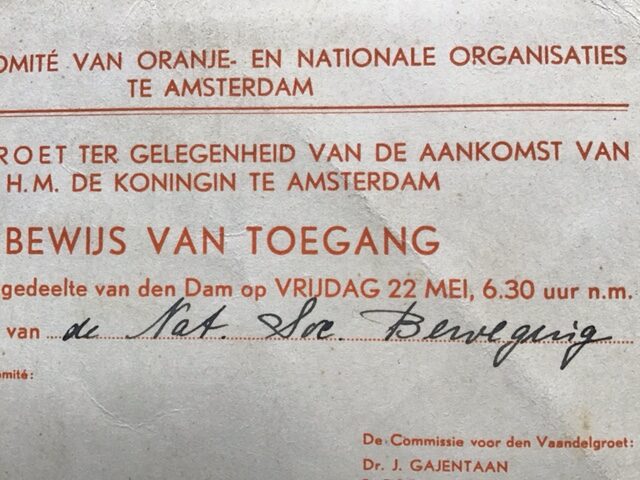 OMITÉ VAN ORANJE- EN NATIONALE ORGANISATIES
TE AMSTERDAM
ROET TER GELEGENHEID VAN DE AANKOMST VAN
H.M. DE KONINGIN TE AMSTERDAM
BEWIJS VAN TOEGANG
gedeelte van den Dam op VRIJDAG 22 MEI, 6.30 uur n.m.
van de Nat. Soc. Beweging
omité:
De Commissie voor den Vaandelgroet:
Dr. J. GAJENTAAN